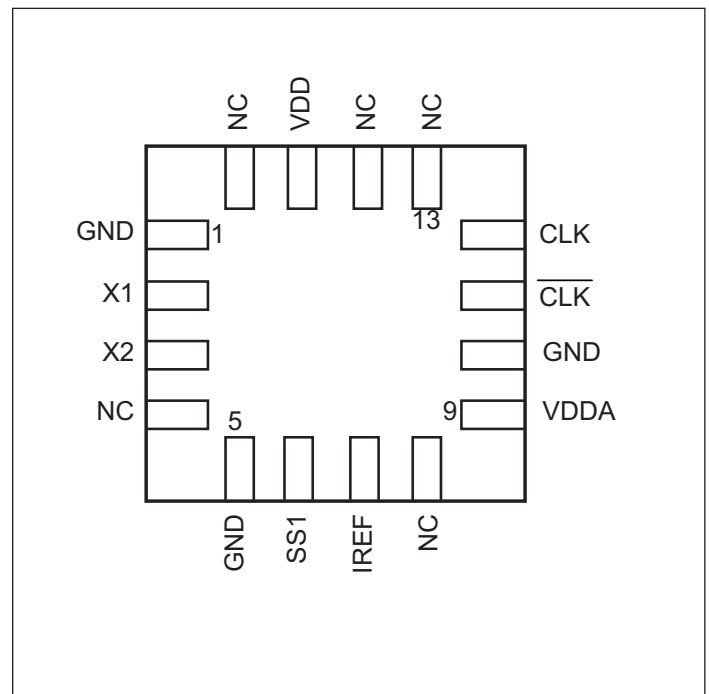 NC VDD NC NC
13
GND 1 CLK
X1 C̅L̅K̅
X2 GND
NC 5 9 VDDA
GND SS1 IREF NC